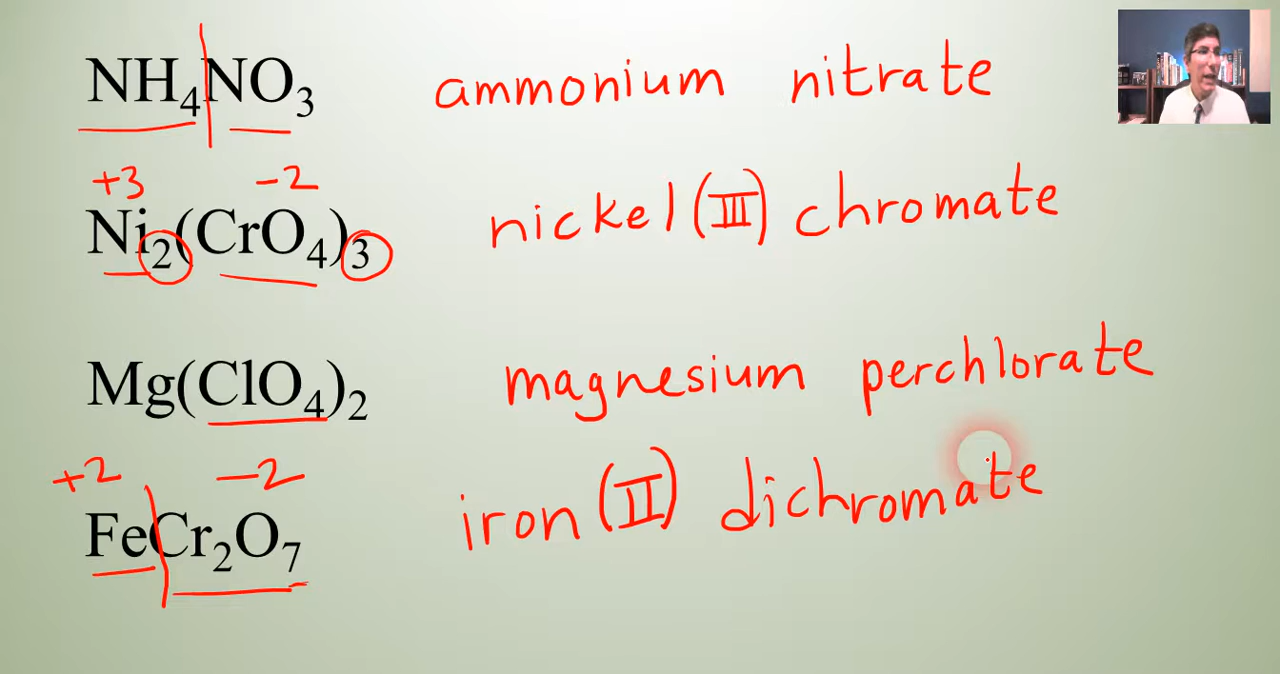 NH₄NO₃ ammonium nitrate
+3 -2
Ni₂(CrO₄)₃ nickel (III) chromate
Mg(ClO₄)₂ magnesium perchlorate
+2 -2
FeCr₂O₇ iron (II) dichromate